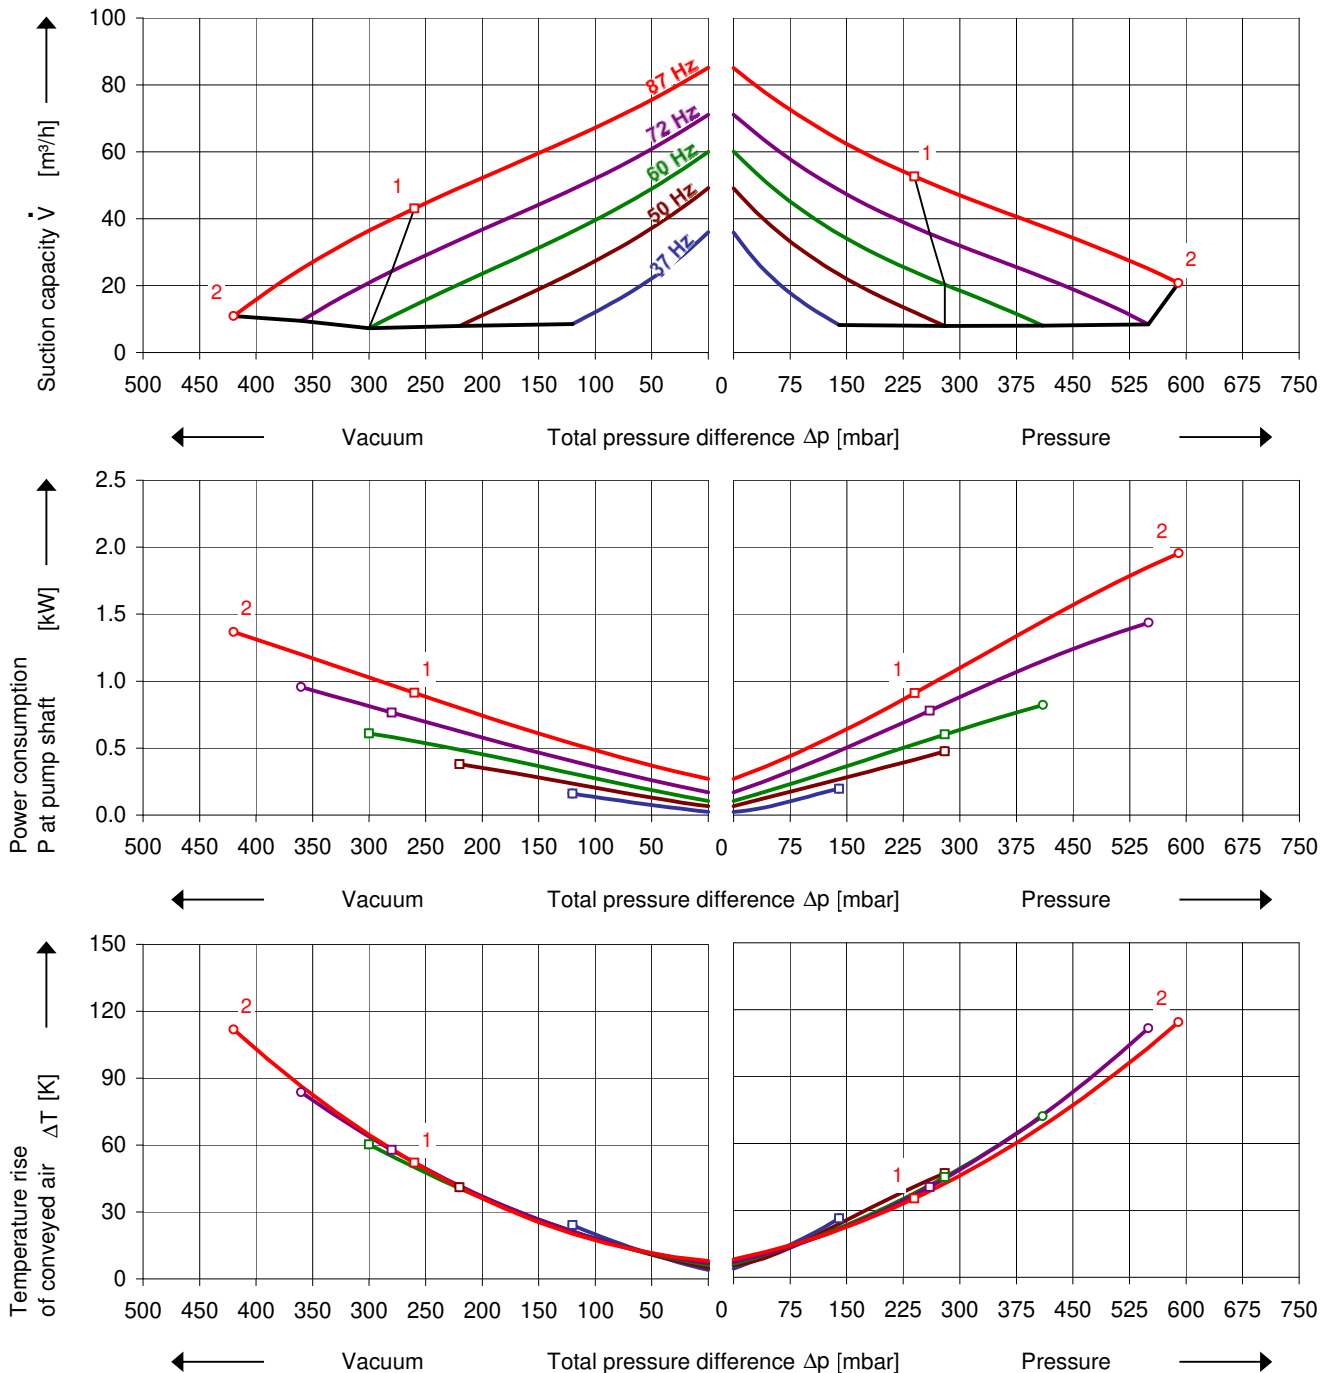 100
80
60
40
20
0
Suction capacity V̇ [m³/h]
87 Hz
72 Hz
60 Hz
50 Hz
37 Hz
1
2
1
2
500 450 400 350 300 250 200 150 100 50 0 75 150 225 300 375 450 525 600 675 750
Vacuum Total pressure difference Δp [mbar] Pressure
2.5
2.0
1.5
1.0
0.5
0.0
Power consumption
P at pump shaft [kW]
2
1
1
2
500 450 400 350 300 250 200 150 100 50 0 75 150 225 300 375 450 525 600 675 750
Vacuum Total pressure difference Δp [mbar] Pressure
150
120
90
60
30
0
Temperature rise
of conveyed air ΔT [K]
2
1
1
2
500 450 400 350 300 250 200 150 100 50 0 75 150 225 300 375 450 525 600 675 750
Vacuum Total pressure difference Δp [mbar] Pressure